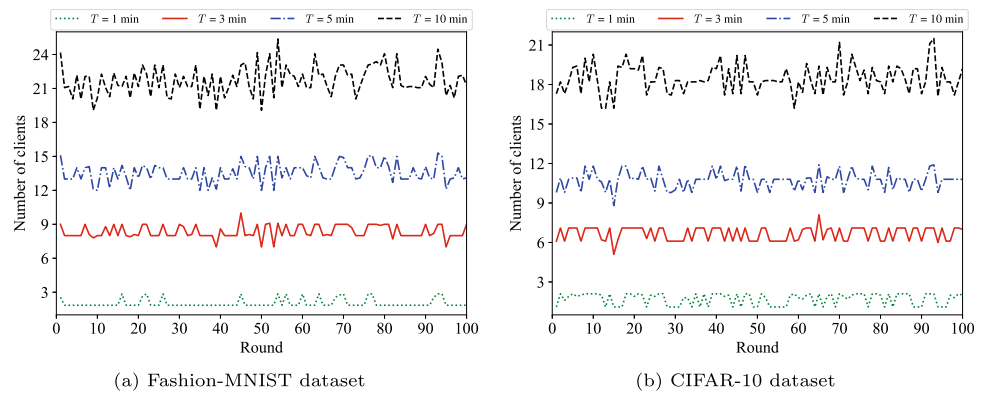 T = 1 min T = 3 min T = 5 min T = 10 min
24
21
18
15
12
9
6
3
Number of clients
0 10 20 30 40 50 60 70 80 90 100
Round
(a) Fashion-MNIST dataset
T = 1 min T = 3 min T = 5 min T = 10 min
21
18
15
12
9
6
3
Number of clients
0 10 20 30 40 50 60 70 80 90 100
Round
(b) CIFAR-10 dataset